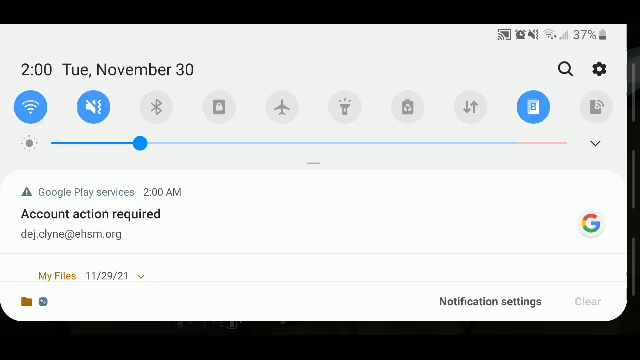 37%
2:00 Tue, November 30
Google Play services 2:00 AM
Account action required
dej.clyne@ehsm.org
My Files 11/29/21
Notification settings Clear